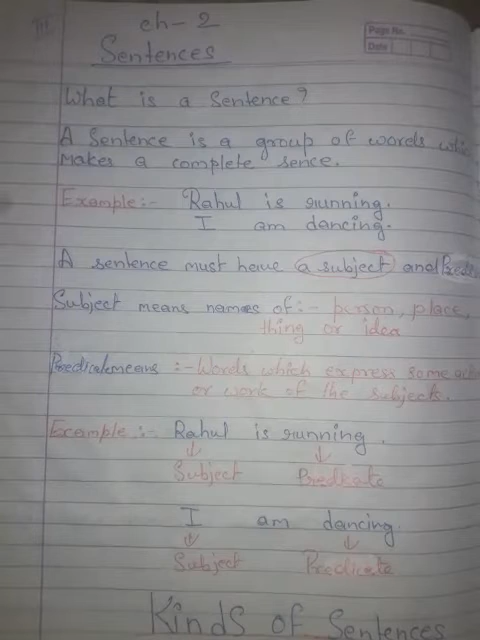 ch-2
Page No.
Date
Sentences
What is a Sentence?
A Sentence is a group of words
makes a complete sence.
Example:- Rahul is running.
I am dancing.
A sentence must have a subject and
Subject means names of:- person, place,
thing or idea
Predicate means :- Words which express some
or work of the subjects.
Example:- Rahul is running.
↓ ↓
Subject Predicate
I am dancing.
↓ ↓
Subject Predicate
Kinds of Sentences